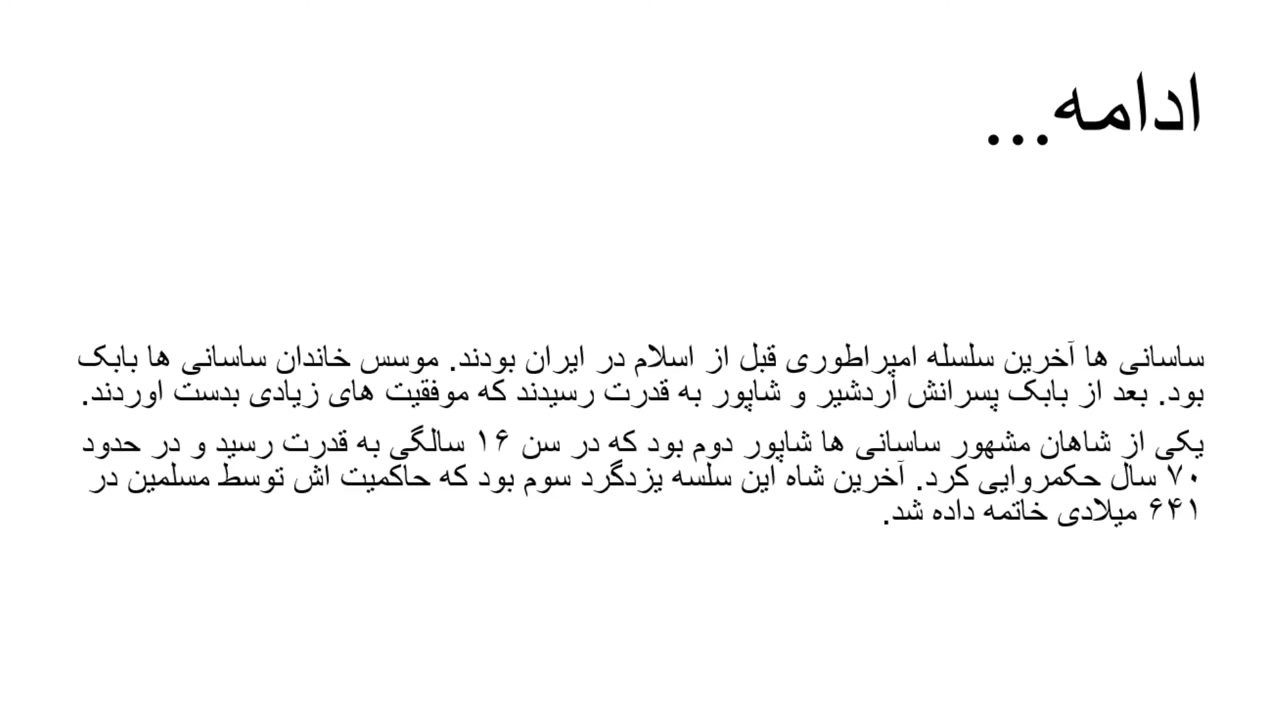 ادامه...
ساسانی ها آخرین سلسله امپراطوری قبل از اسلام در ایران بودند. موسس خاندان ساسانی ها بابک
بود. بعد از بابک پسرانش اردشیر و شاپور به قدرت رسیدند که موفقیت های زیادی بدست اوردند.
یکی از شاهان مشهور ساسانی ها شاپور دوم بود که در سن ۱۶ سالگی به قدرت رسید و در حدود
۷۰ سال حکمروایی کرد. آخرین شاه این سلسه یزدگرد سوم بود که حاکمیت اش توسط مسلمین در
۶۴۱ میلادی خاتمه داده شد.